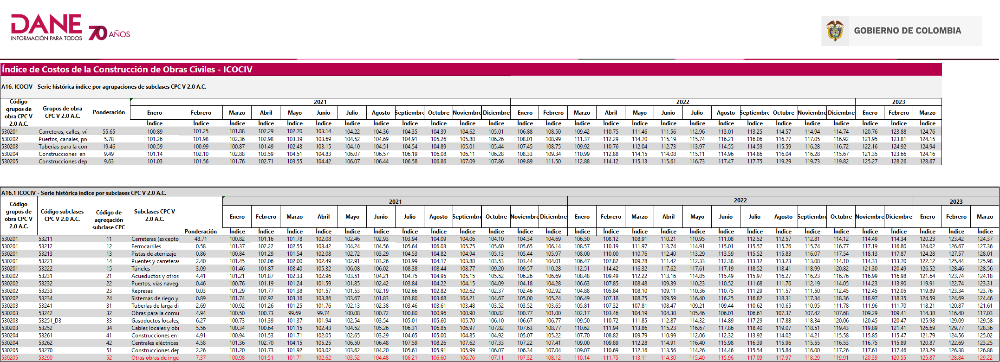 DANE
INFORMACIÓN PARA TODOS
70 AÑOS
GOBIERNO DE COLOMBIA
Índice de Costos de la Construcción de Obras Civiles - ICOCIV
A16. ICOCIV - Serie histórica índice por agrupaciones de subclases CPC V 2.0 A.C.
Código grupos de obra CPC V 2.0 A.C. Grupos de obra CPC V 2.0 A.C. Ponderación 2021 2022 2023
Enero Febrero Marzo Abril Mayo Junio Julio Agosto Septiembre Octubre Noviembre Diciembre Enero Febrero Marzo Abril Mayo Junio Julio Agosto Septiembre Octubre Noviembre Diciembre Enero Febrero Marzo
Índice Índice Índice Índice Índice Índice Índice Índice Índice Índice Índice Índice Índice Índice Índice Índice Índice Índice Índice Índice Índice Índice Índice Índice Índice Índice Índice
530201 Carreteras, calles, ví 55.65 100.89 101.25 101.88 102.29 102.70 103.14 104.22 104.36 104.35 104.39 104.62 105.01 106.88 108.50 109.42 110.75 111.46 111.56 112.96 113.01 113.25 114.57 114.94 114.74 120.76 123.88 124.76
530202 Puertos, canales, pre 5.78 101.26 101.98 102.36 102.98 103.39 103.69 104.52 104.69 104.91 105.26 105.88 106.26 108.01 108.99 111.37 112.29 114.70 115.19 115.74 116.21 116.06 116.77 117.05 116.92 121.95 123.81 124.15
530203 Tuberías para la con 19.46 100.59 100.99 100.87 101.49 102.43 103.15 104.10 104.51 104.54 104.89 105.01 105.44 107.45 108.75 109.92 110.76 112.04 112.73 113.97 114.55 114.59 115.59 116.28 116.72 122.16 124.92 124.94
530204 Construcciones en 9.49 101.14 102.10 102.88 103.59 104.51 104.83 106.07 106.57 106.19 106.08 106.11 106.28 108.33 109.34 110.99 112.88 114.15 114.08 115.11 114.96 114.86 116.04 116.28 115.67 121.35 123.66 124.16
530205 Construcciones dep 9.63 101.03 101.56 101.76 102.71 103.55 104.42 106.07 106.44 106.58 106.86 107.09 107.86 109.89 111.50 112.88 114.12 115.13 115.61 116.73 117.47 117.75 119.29 119.73 119.82 125.27 128.26 128.67
A16.1 ICOCIV - Serie histórica índice por subclases CPC V 2.0 A.C.
Código grupos de obra CPC V 2.0 A.C. Código subclases CPC V 2.0 A.C. Código de agregación subclase CPC Subclases CPC V 2.0 A.C. Ponderación 2021 2022 2023
Enero Febrero Marzo Abril Mayo Junio Julio Agosto Septiembre Octubre Noviembre Diciembre Enero Febrero Marzo Abril Mayo Junio Julio Agosto Septiembre Octubre Noviembre Diciembre Enero Febrero Marzo
Índice Índice Índice Índice Índice Índice Índice Índice Índice Índice Índice Índice Índice Índice Índice Índice Índice Índice Índice Índice Índice Índice Índice Índice Índice Índice Índice
530201 53211 11 Carreteras (excepto 48.71 100.82 101.16 101.78 102.08 102.46 102.93 103.94 104.09 104.06 104.10 104.34 104.69 106.50 108.12 108.91 110.21 110.95 111.08 112.52 112.57 112.81 114.12 114.49 114.34 120.23 123.42 124.37
530201 53212 12 Ferrocarriles 0.58 101.37 102.22 102.55 103.42 104.24 104.56 105.64 106.03 105.75 105.60 105.65 106.14 108.57 110.19 111.97 113.74 114.91 115.01 115.57 115.76 115.74 116.77 117.19 116.80 124.02 126.67 127.36
530201 53213 13 Pistas de aterrizaje 0.86 100.84 101.29 101.54 102.08 102.72 103.29 104.53 104.82 104.94 105.13 105.44 105.97 108.00 110.00 110.76 112.40 113.29 113.59 115.52 115.83 116.07 117.54 118.13 117.87 124.28 127.57 128.01
530201 53221 14 Puentes y carretera 2.40 101.45 102.06 102.00 102.49 102.91 103.26 103.99 104.17 103.88 103.53 103.44 104.01 106.47 107.82 109.78 111.42 112.33 112.38 113.12 113.23 113.08 114.10 114.31 113.70 122.12 125.44 125.98
530201 53222 15 Túneles 3.09 101.46 101.87 103.40 105.32 106.08 106.02 108.38 108.44 108.77 109.20 109.57 110.28 112.51 114.42 116.32 117.62 117.61 117.19 118.52 118.41 118.99 120.82 121.30 120.49 126.52 128.46 128.56
530202 53231 21 Acueductos y otros 4.41 101.21 101.87 102.33 102.96 103.51 104.21 104.75 104.95 105.15 105.52 106.26 106.61 108.48 109.49 112.22 113.16 114.85 115.49 115.97 116.27 116.23 116.76 116.99 116.98 121.64 123.74 124.18
530202 53232 22 Puertos, vías naveg 0.46 100.76 101.19 101.24 101.59 101.85 102.42 103.84 104.22 104.15 104.09 104.18 104.28 106.63 107.85 108.48 109.39 110.23 110.52 111.68 111.76 112.19 114.05 114.23 113.90 119.91 122.74 123.31
530202 53233 23 Represas 0.03 101.29 101.77 101.38 101.57 101.53 102.19 102.66 102.82 102.62 102.37 102.46 102.92 104.88 105.84 108.10 109.11 110.36 110.75 111.29 111.57 111.50 112.45 112.45 112.05 119.89 123.34 123.76
530202 53234 24 Sistemas de riego y 0.89 101.74 102.92 103.16 103.86 103.67 101.83 103.80 103.68 104.21 104.67 105.00 105.24 106.49 107.18 108.75 109.59 116.40 116.25 116.82 118.31 117.34 118.36 118.97 118.35 124.59 124.69 124.46
530203 53241 31 Tuberías de larga di 2.69 100.92 101.26 101.25 101.76 102.13 102.38 103.46 103.61 103.48 103.52 103.52 103.65 105.81 107.32 107.81 108.47 109.21 109.44 110.62 110.65 110.95 111.78 111.96 111.70 118.21 120.87 121.61
530203 53242 32 Obras para la comu 4.94 100.50 100.73 99.69 99.74 100.08 100.08 100.72 100.80 100.96 100.90 100.82 100.77 101.00 102.17 103.46 104.19 104.30 105.46 106.01 106.61 107.37 107.42 107.68 109.29 109.41 114.38 116.40 117.03
530203 53251_D3 33 Gasoductos locales, 6.27 100.73 101.39 101.37 101.94 102.54 103.54 105.01 105.60 105.70 106.10 106.67 106.77 109.50 110.72 111.85 112.87 114.32 114.89 117.29 117.88 118.34 120.06 120.45 120.47 125.98 129.09 129.58
530203 53252 34 Cables locales y ob 5.56 100.34 100.64 101.15 102.43 104.52 105.26 106.31 106.85 106.97 107.82 107.63 108.77 110.62 111.94 113.86 115.23 116.67 117.86 118.40 119.07 118.51 119.43 119.89 121.41 126.69 129.77 128.36
530204 53261 41 Construcciones en 4.91 100.94 101.53 101.71 102.05 102.65 103.29 104.65 105.00 104.85 104.92 105.07 105.22 107.70 108.82 109.79 110.99 112.06 112.32 113.92 114.02 114.21 115.58 115.85 115.47 121.79 124.56 125.02
530204 53262 42 Centrales eléctricas 4.58 101.36 102.70 104.15 105.25 106.50 106.48 107.59 108.26 107.62 107.33 107.22 107.41 109.00 109.89 112.28 114.91 116.40 115.98 116.39 115.96 115.55 116.53 116.75 115.89 120.87 122.69 123.25
530205 53270 51 Construcciones dep 2.26 101.20 101.73 101.92 103.02 103.62 104.20 105.61 105.91 105.99 106.07 106.34 107.04 109.07 110.69 112.16 113.56 114.26 114.46 115.54 115.84 116.00 117.26 117.61 117.46 123.29 126.38 126.88
530205 53290 52 Otras obras de inge 7.37 100.98 101.51 101.71 102.62 103.52 104.48 106.21 106.60 106.76 107.11 107.32 108.12 110.14 111.75 113.11 114.30 115.40 115.96 117.09 117.97 118.29 119.91 120.39 120.55 125.87 128.84 129.22